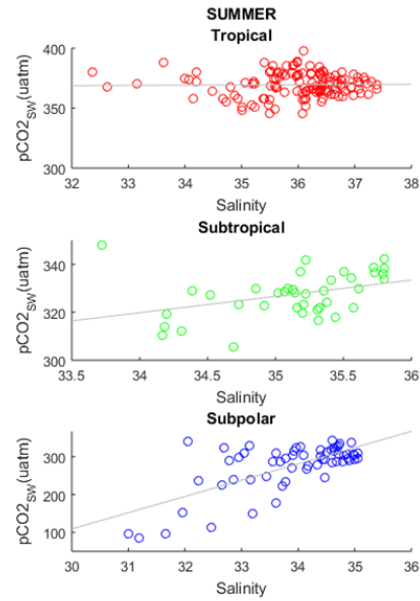 SUMMER
Tropical
400
350
300
pCO2SW(uatm)
32 33 34 35 36 37 38
Salinity
Subtropical
340
320
300
pCO2SW(uatm)
33.5 34 34.5 35 35.5 36
Salinity
Subpolar
300
200
100
pCO2SW(uatm)
30 31 32 33 34 35 36
Salinity